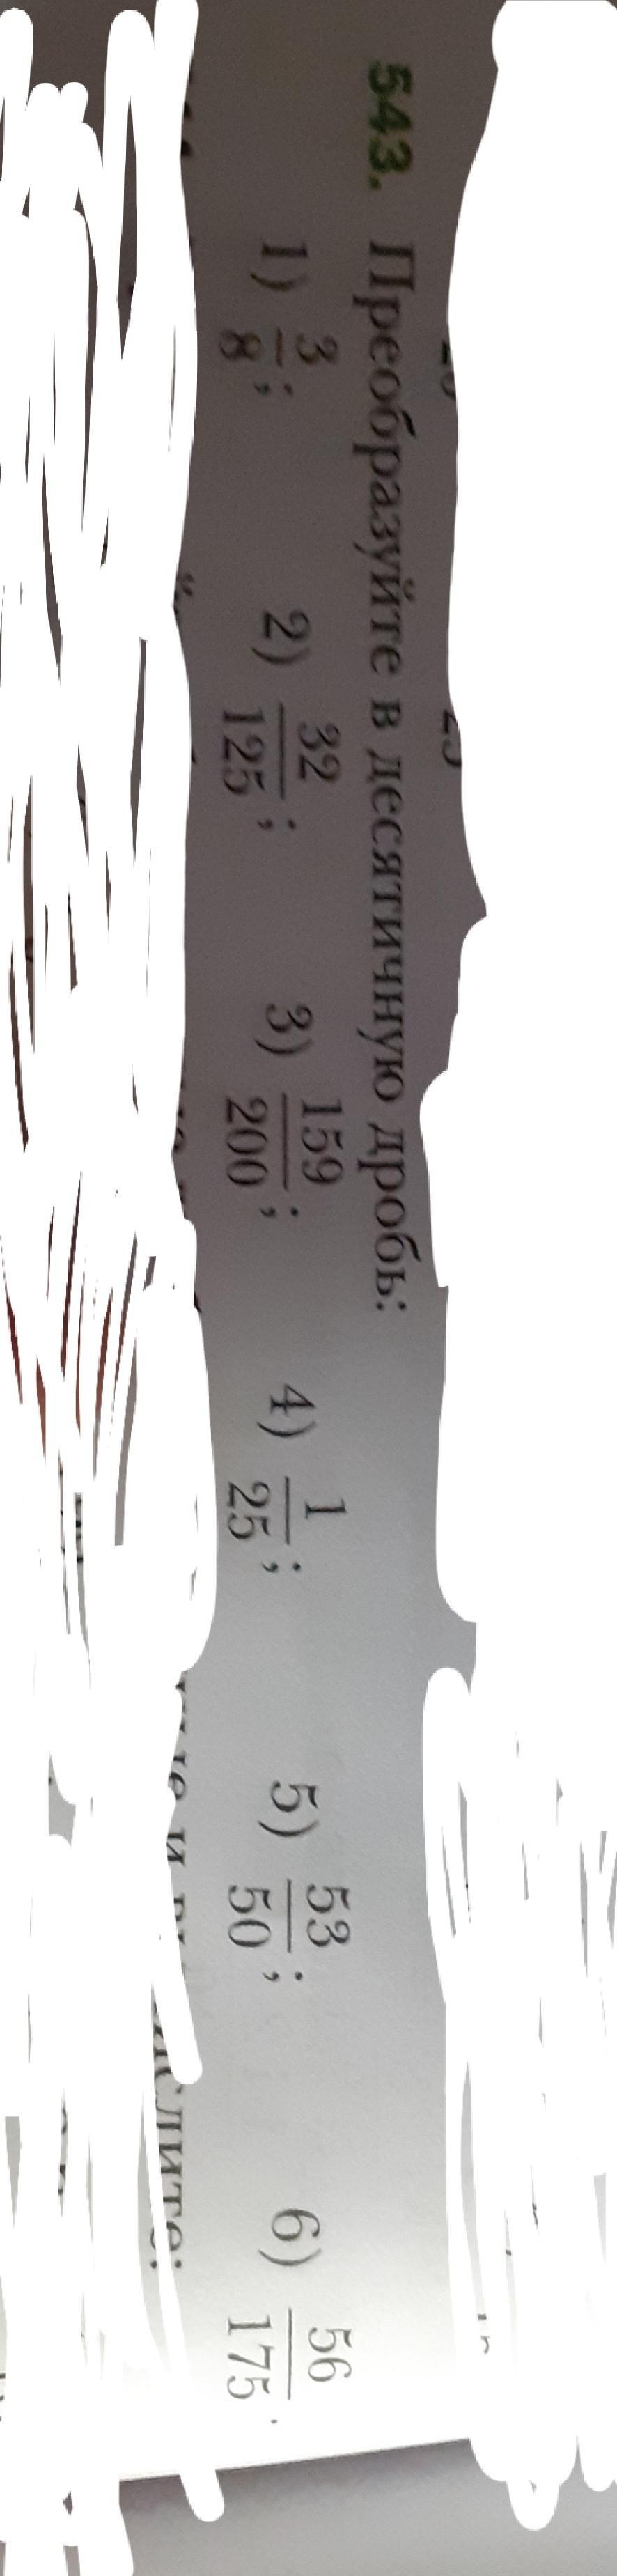 543. Преобразуйте в десятичную дробь:
1) 3/8; 2) 32/125; 3) 159/200; 4) 1/25; 5) 53/50; 6) 56/175.